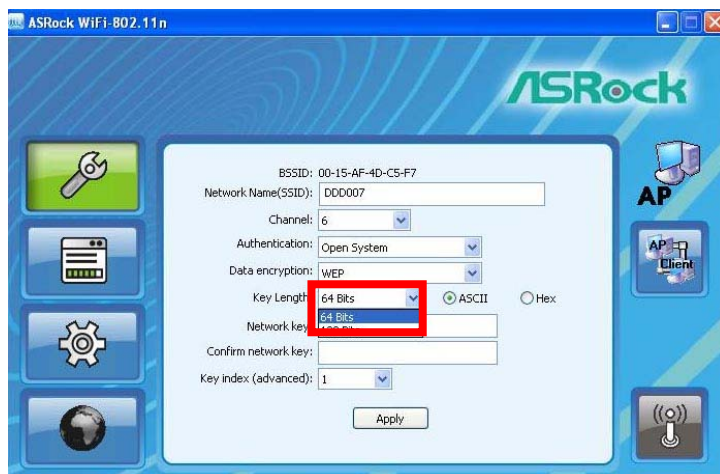 ASRock WiFi-802.11n
ASRock
BSSID: 00-15-AF-4D-C5-F7
Network Name(SSID): DDD007
Channel: 6
Authentication: Open System
Data encryption: WEP
Key Length 64 Bits ASCII Hex
64 Bits
Network key
Confirm network key:
Key index (advanced): 1
Apply
AP
AP
Client